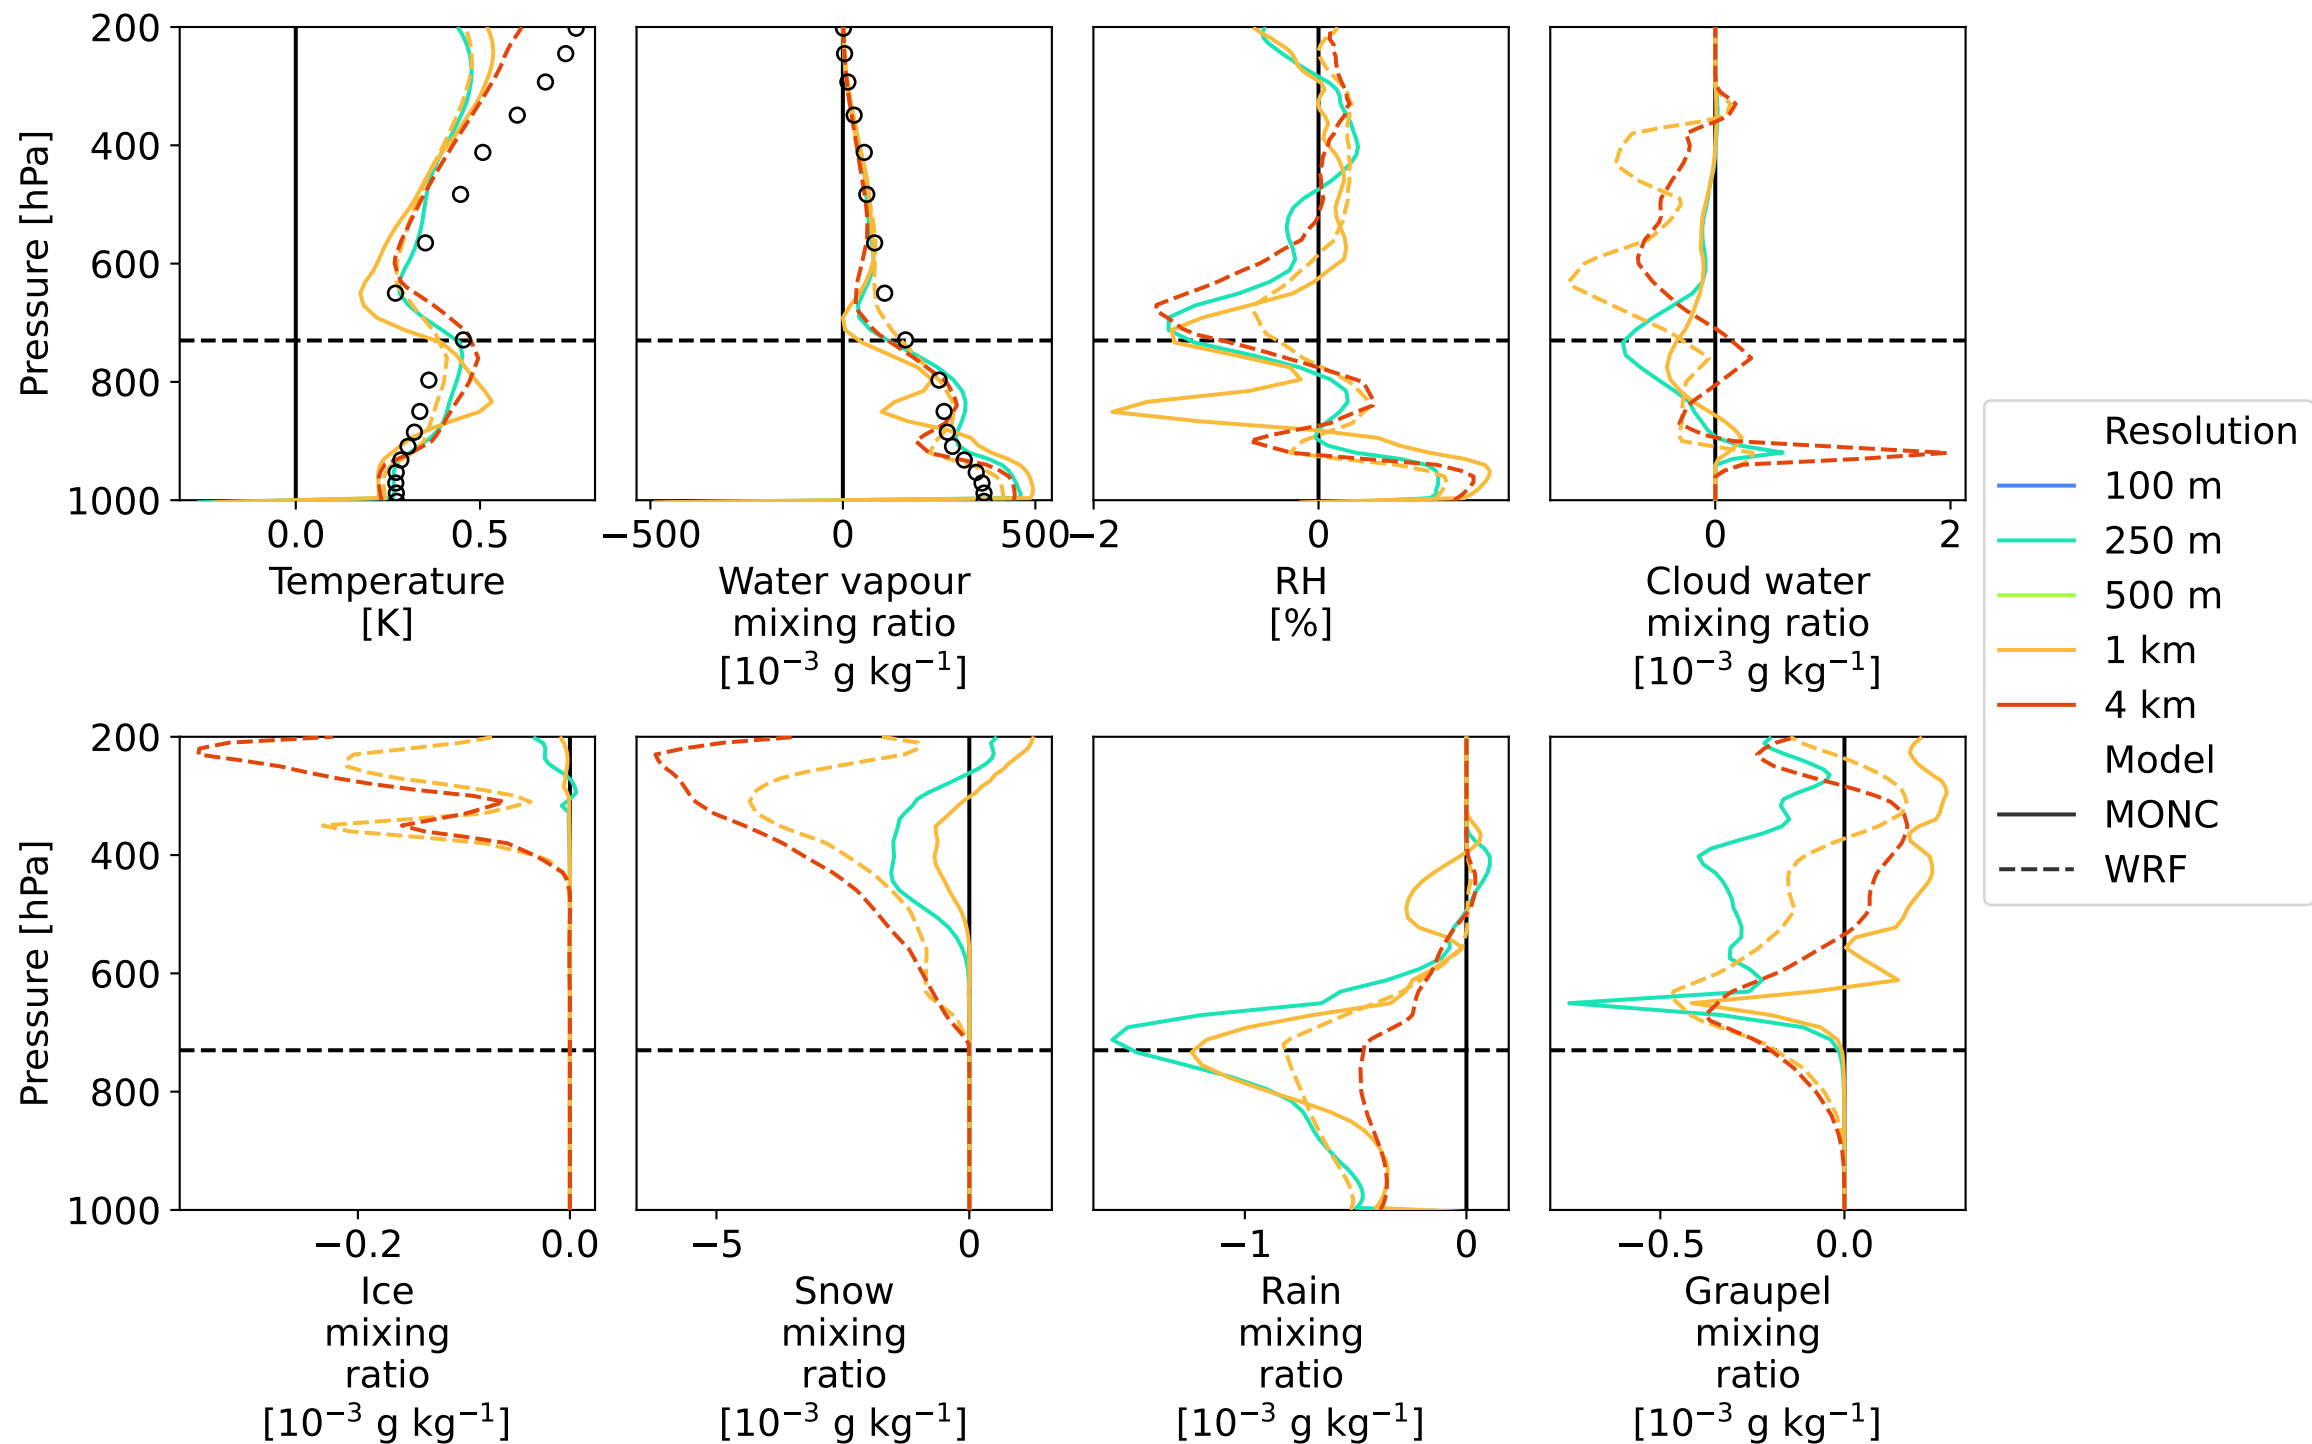 200
400
600
800
1000
Pressure [hPa]
0.0 0.5
Temperature
[K]
−500 0 500
Water vapour
mixing ratio
[10⁻³ g kg⁻¹]
−2 0
RH
[%]
0 2
Cloud water
mixing ratio
[10⁻³ g kg⁻¹]
Resolution
100 m
250 m
500 m
1 km
4 km
Model
MONC
WRF
200
400
600
800
1000
Pressure [hPa]
−0.2 0.0
Ice
mixing
ratio
[10⁻³ g kg⁻¹]
−5 0
Snow
mixing
ratio
[10⁻³ g kg⁻¹]
−1 0
Rain
mixing
ratio
[10⁻³ g kg⁻¹]
−0.5 0.0
Graupel
mixing
ratio
[10⁻³ g kg⁻¹]